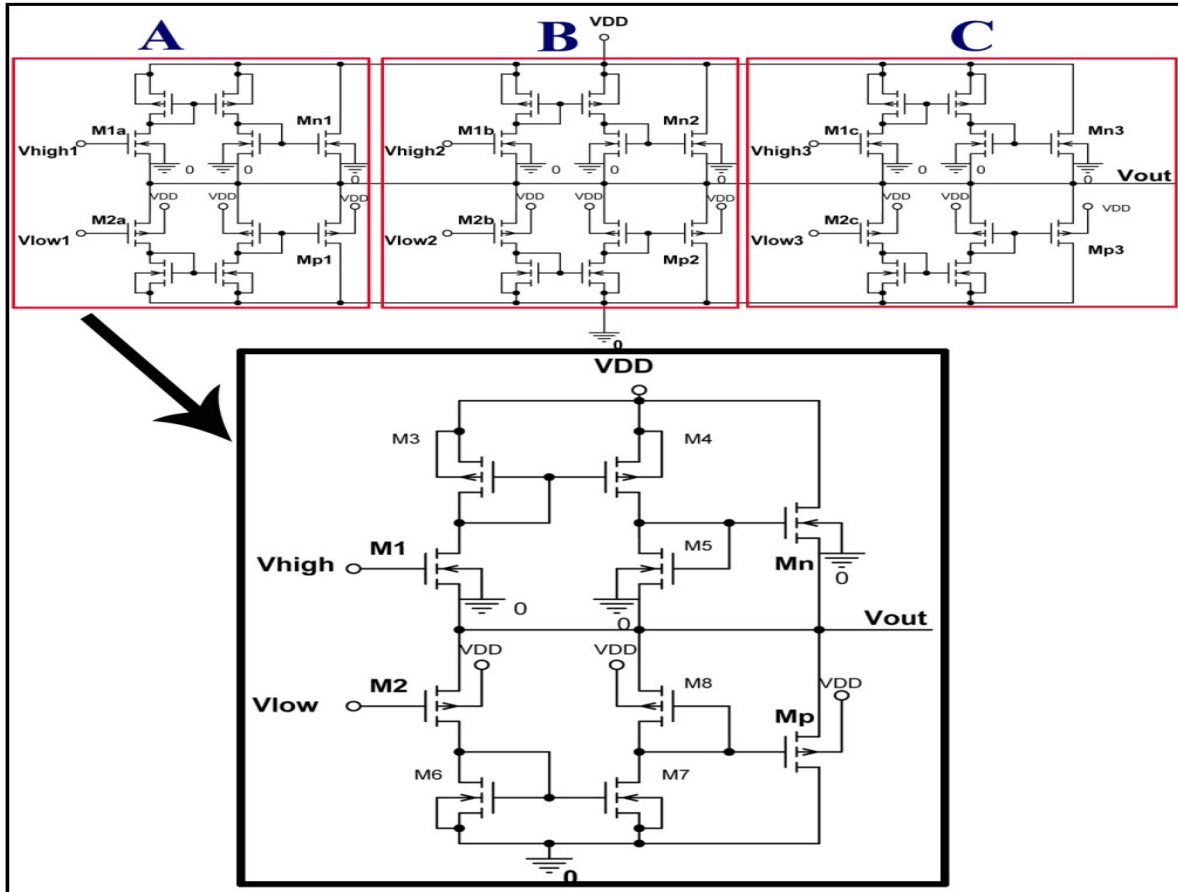 A B C
VDD
M1a Mn1 M1b Mn2 M1c Mn3
Vhigh1 Vhigh2 Vhigh3
0 0 0 0 0 0 0 0 0
Vout
VDD VDD VDD VDD VDD VDD VDD VDD VDD
M2a M2b M2c
Vlow1 Vlow2 Vlow3
Mp1 Mp2 Mp3
0
VDD
M3 M4
M1 M5
Vhigh Mn
0 0 0
Vout
VDD VDD VDD
M2 M8
Vlow Mp
M6 M7
0